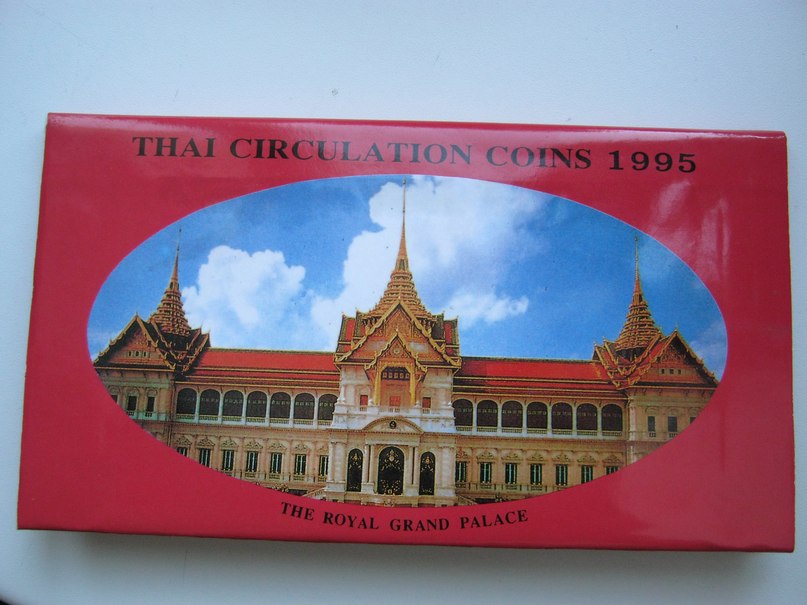 THAI CIRCULATION COINS 1995
THE ROYAL GRAND PALACE